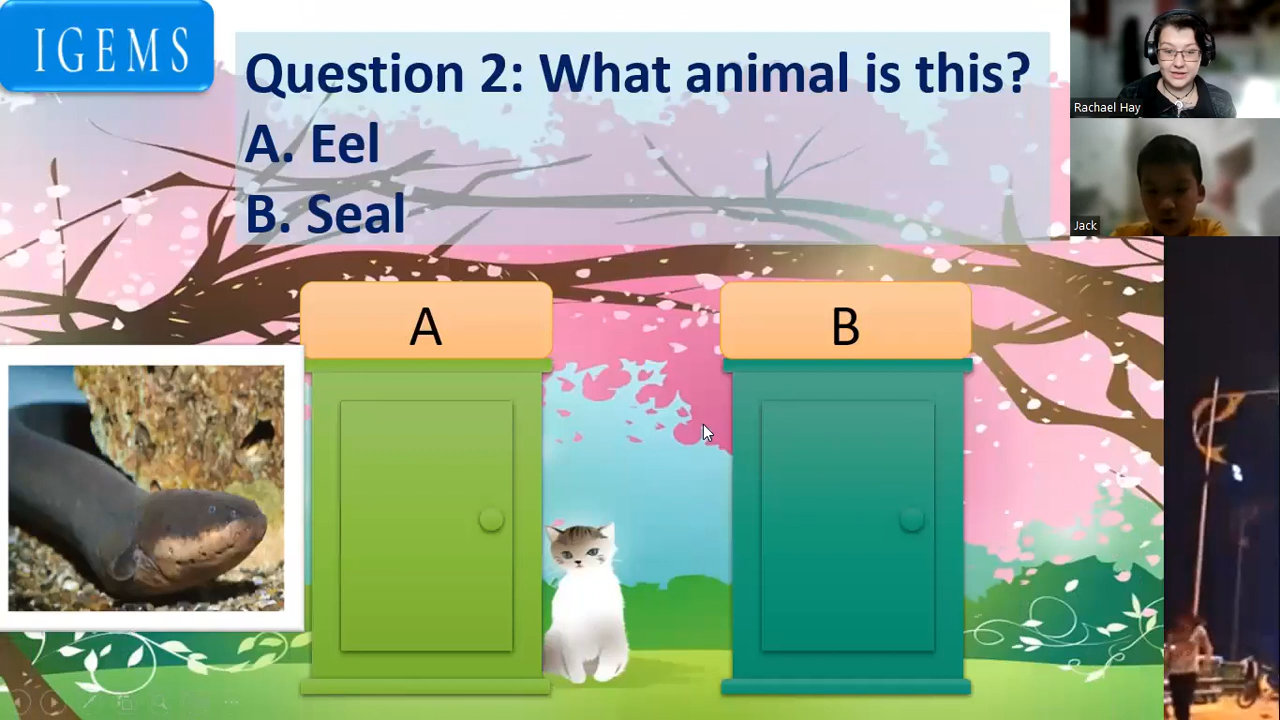 IGEMS
Question 2: What animal is this?
A. Eel
B. Seal
A
B
Rachael Hay
Jack